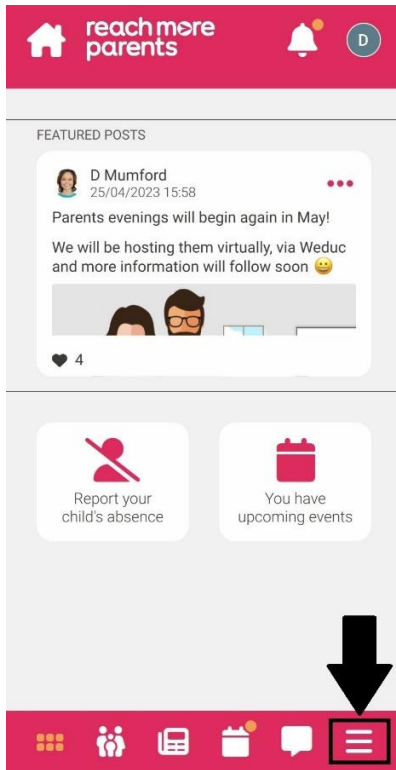 reach more
parents
D
FEATURED POSTS
D Mumford
25/04/2023 15:58
Parents evenings will begin again in May!
We will be hosting them virtually, via Weduc
and more information will follow soon 😀
4
Report your
child's absence
You have
upcoming events